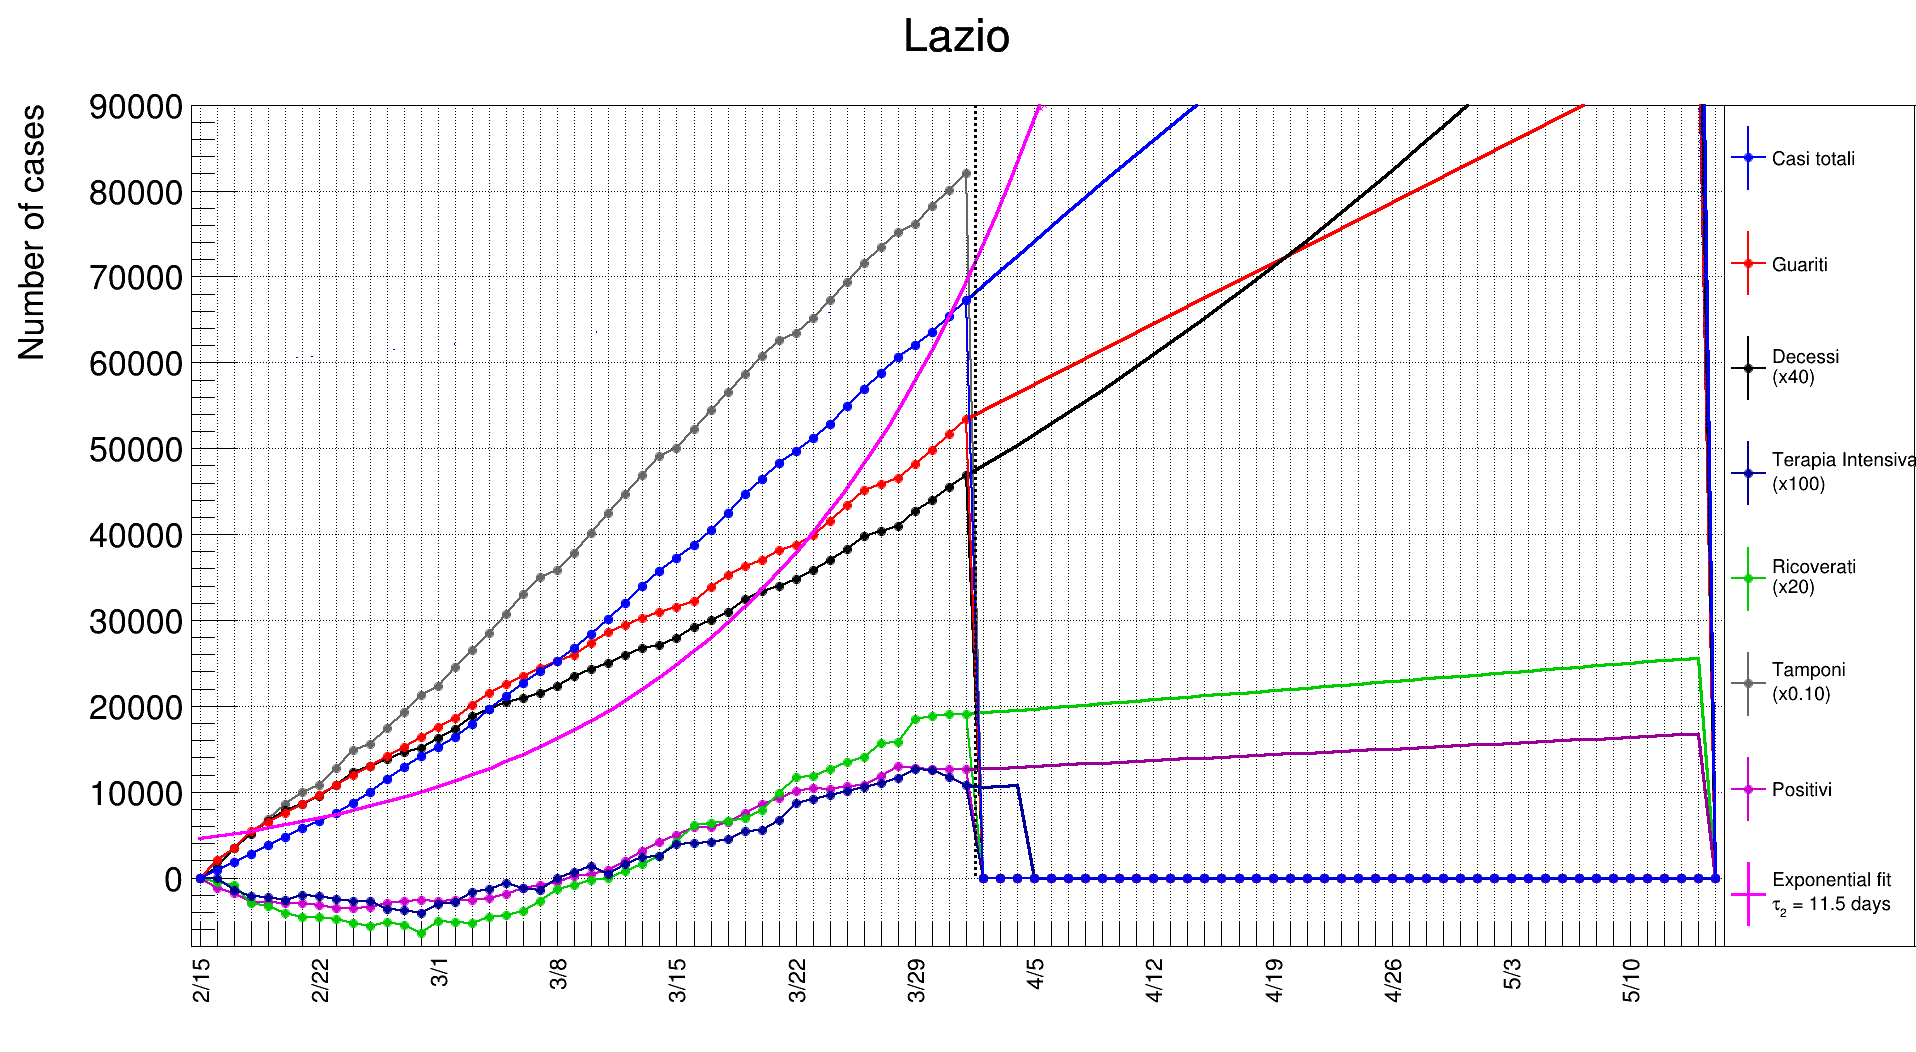 Lazio
Number of cases
90000
80000
70000
60000
50000
40000
30000
20000
10000
0
2/15
2/22
3/1
3/8
3/15
3/22
3/29
4/5
4/12
4/19
4/26
5/3
5/10
Casi totali
Guariti
Decessi
(x40)
Terapia Intensiva
(x100)
Ricoverati
(x20)
Tamponi
(x0.10)
Positivi
Exponential fit
τ₂ = 11.5 days